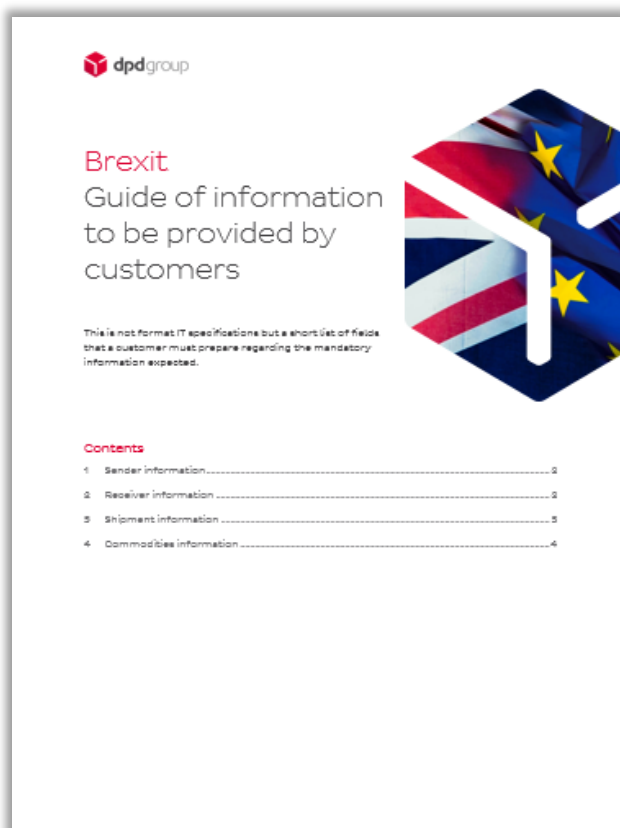 dpdgroup
Brexit
Guide of information
to be provided by
customers
This is not format IT specifications but a short list of fields
that a customer must prepare regarding the mandatory
information expected.
Contents
1 Sender information 2
2 Receiver information 2
3 Shipment information 3
4 Commodities information 4